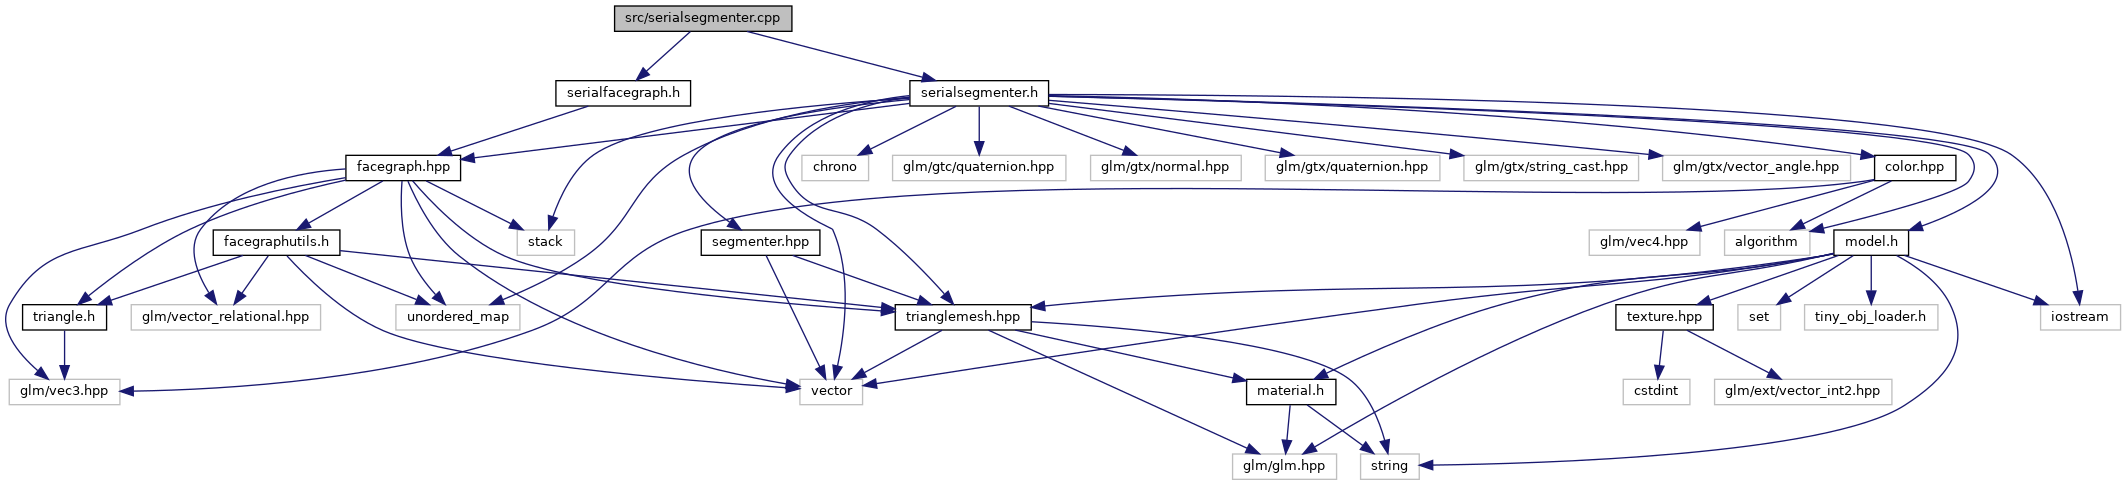 src/serialsegmenter.cpp
serialfacegraph.h
serialsegmenter.h
facegraph.hpp
chrono
glm/gtc/quaternion.hpp
glm/gtx/normal.hpp
glm/gtx/quaternion.hpp
glm/gtx/string_cast.hpp
glm/gtx/vector_angle.hpp
color.hpp
facegraphutils.h
stack
segmenter.hpp
glm/vec4.hpp
algorithm
model.h
triangle.h
glm/vector_relational.hpp
unordered_map
trianglemesh.hpp
texture.hpp
set
tiny_obj_loader.h
iostream
glm/vec3.hpp
vector
material.h
cstdint
glm/ext/vector_int2.hpp
glm/glm.hpp
string